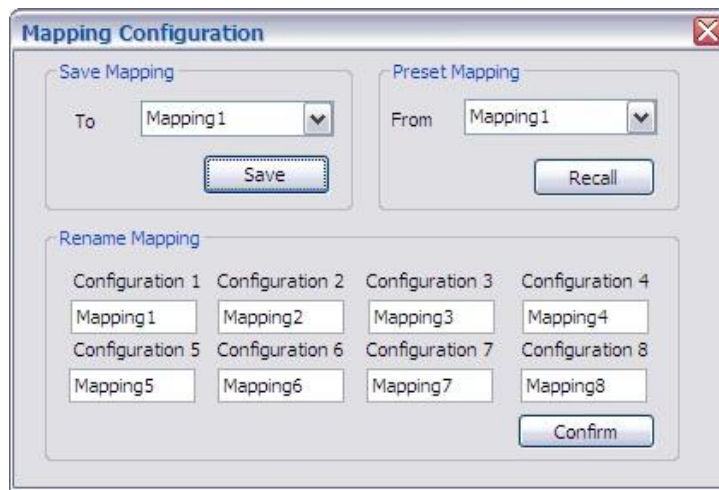 Mapping Configuration
Save Mapping
To Mapping1
Save
Preset Mapping
From Mapping1
Recall
Rename Mapping
Configuration 1 Configuration 2 Configuration 3 Configuration 4
Mapping1 Mapping2 Mapping3 Mapping4
Configuration 5 Configuration 6 Configuration 7 Configuration 8
Mapping5 Mapping6 Mapping7 Mapping8
Confirm